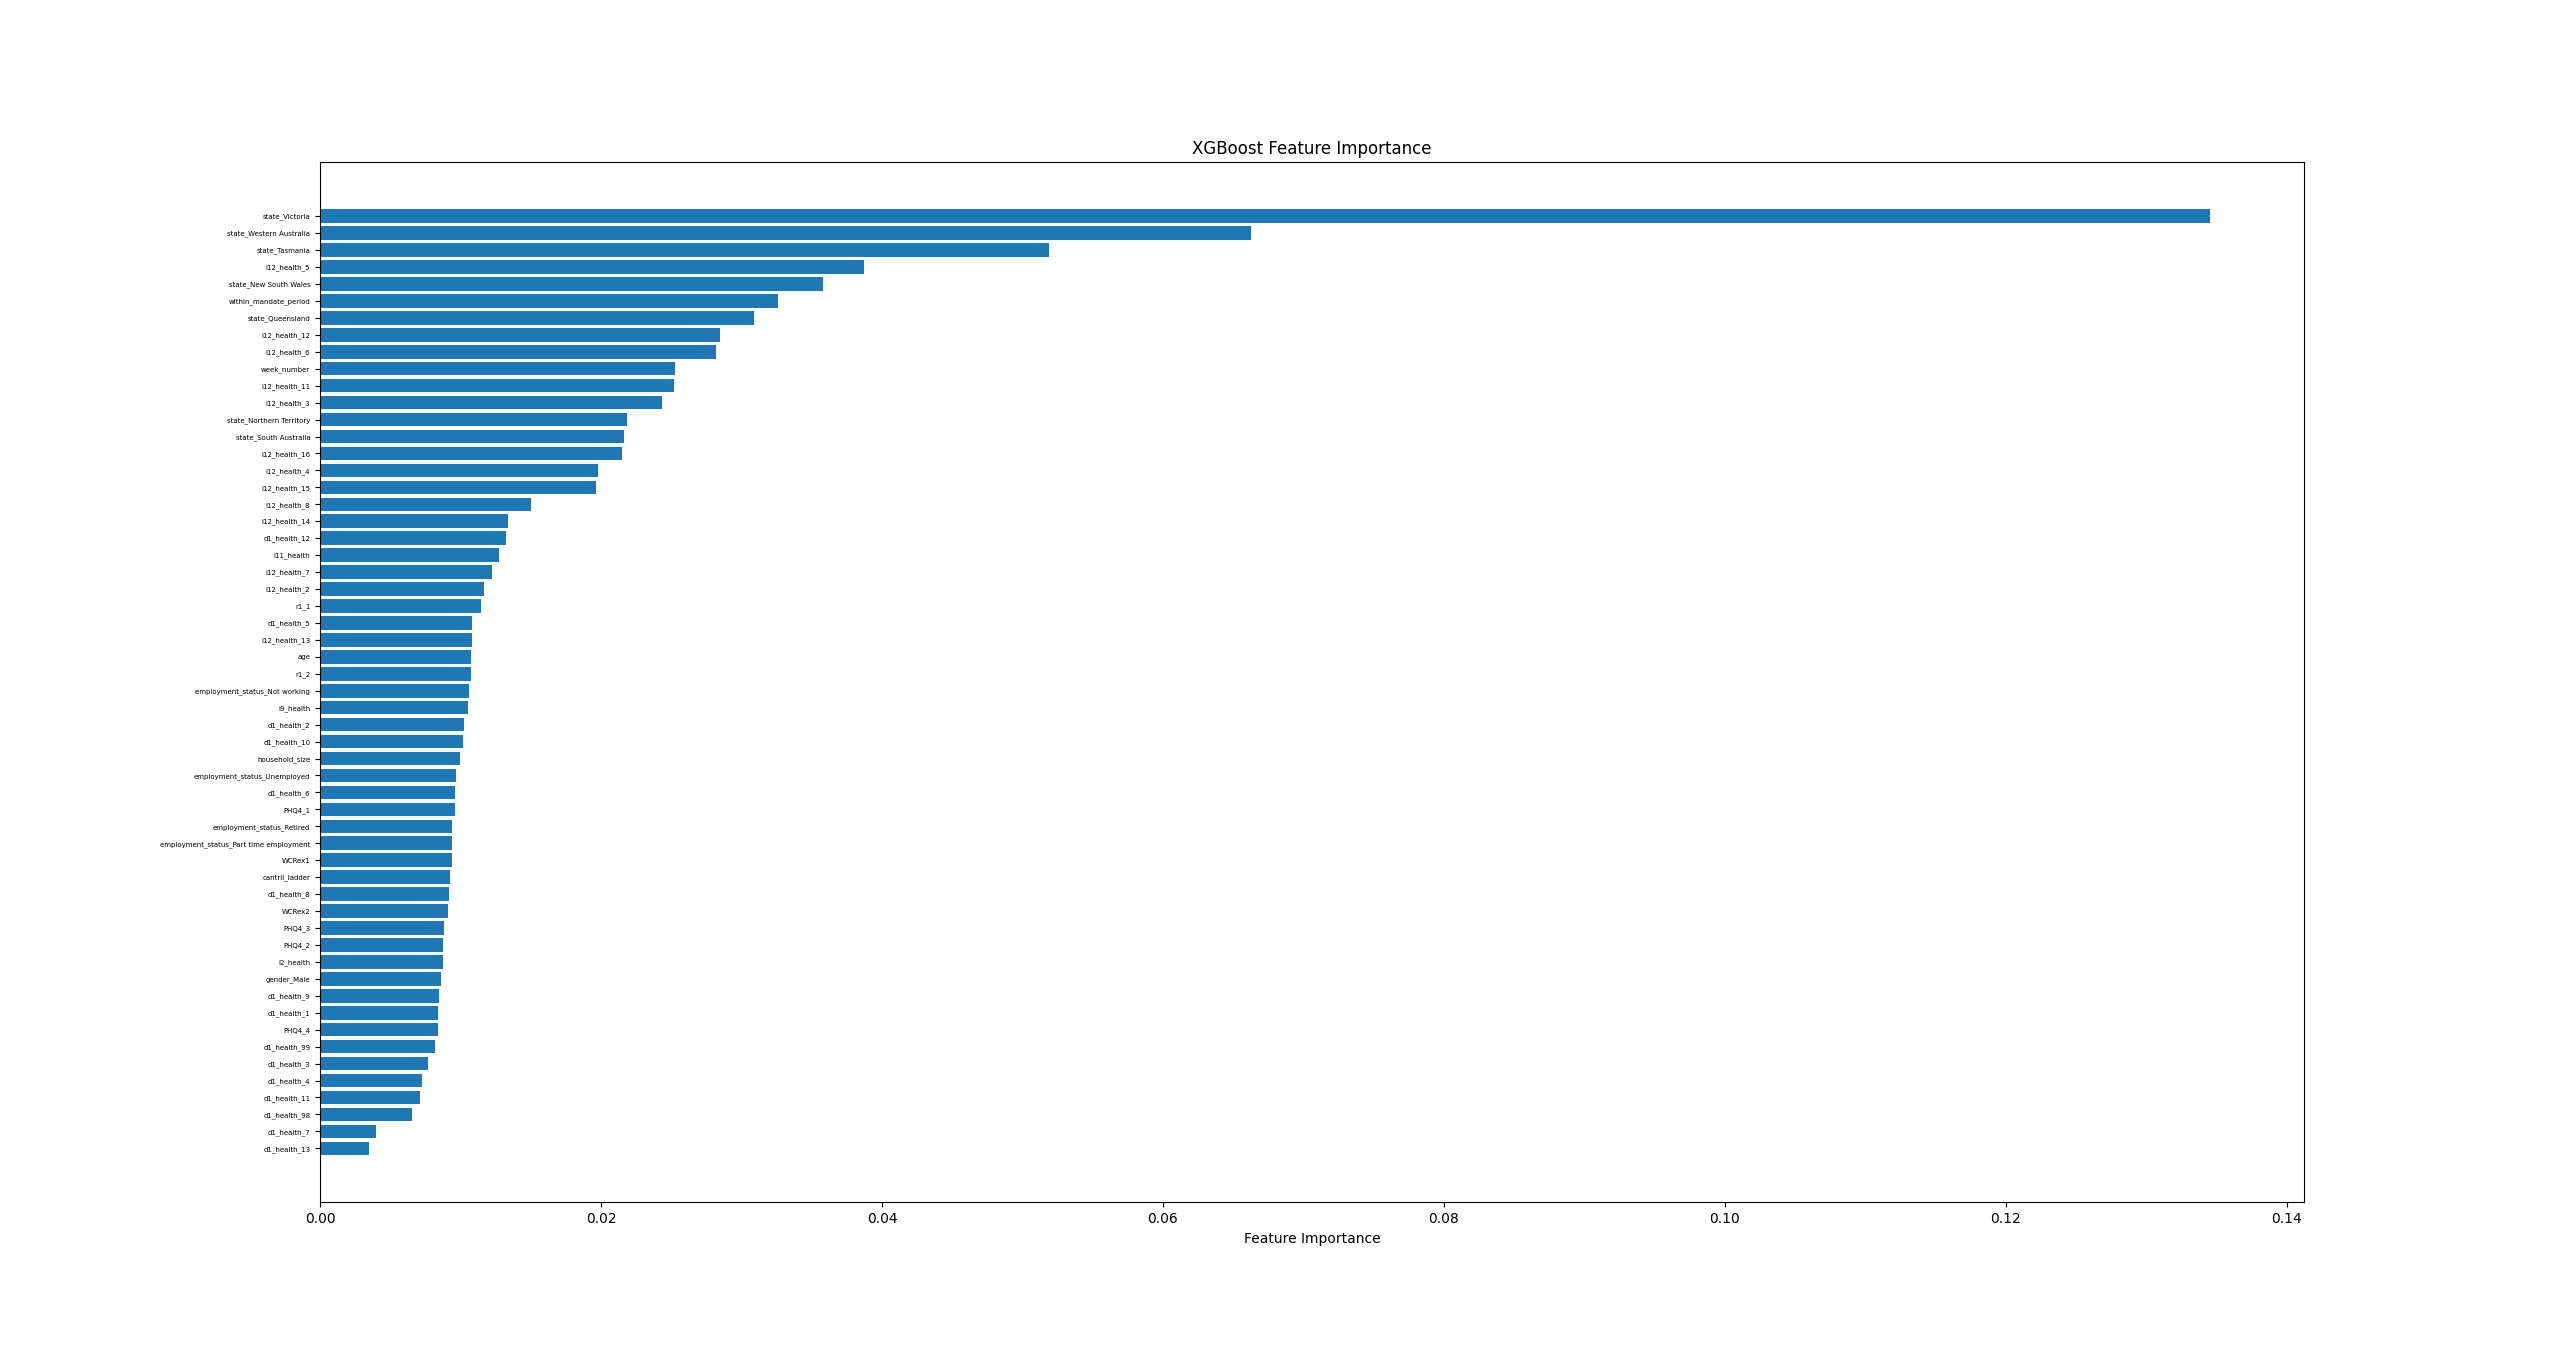 XGBoost Feature Importance
state_Victoria
state_Western Australia
state_Tasmania
i12_health_5
state_New South Wales
within_mandate_period
state_Queensland
i12_health_12
i12_health_6
week_number
i12_health_11
i12_health_3
state_Northern Territory
state_South Australia
i12_health_16
i12_health_4
i12_health_15
i12_health_8
i12_health_14
d1_health_12
i11_health
i12_health_7
i12_health_2
r1_1
d1_health_5
i12_health_13
age
r1_2
employment_status_Not working
i9_health
d1_health_2
d1_health_10
household_size
employment_status_Unemployed
d1_health_6
PHQ4_1
employment_status_Retired
employment_status_Part time employment
WCRex1
cantril_ladder
d1_health_8
WCRex2
PHQ4_3
PHQ4_2
i2_health
gender_Male
d1_health_9
d1_health_1
PHQ4_4
d1_health_99
d1_health_3
d1_health_4
d1_health_11
d1_health_98
d1_health_7
d1_health_13
0.00 0.02 0.04 0.06 0.08 0.10 0.12 0.14
Feature Importance